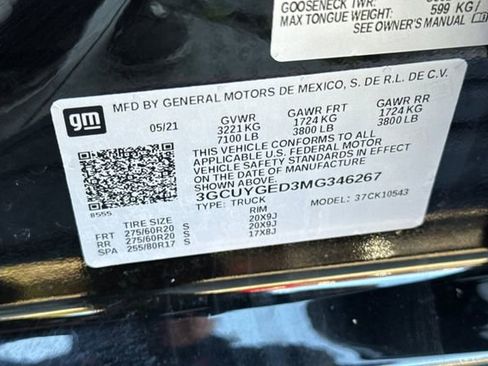 GOOSENECK TWR:
599 KG /
MAX TONGUE WEIGHT:
SEE OWNER'S MANUAL
gm
MFD BY GENERAL MOTORS DE MEXICO, S. DE R.L. DE C.V.
05/21 GVWR GAWR FRT GAWR RR
3221 KG 1724 KG 1724 KG
7100 LB 3800 LB 3800 LB
THIS VEHICLE CONFORMS TO ALL
APPLICABLE U.S. FEDERAL MOTOR
VEHICLE SAFETY STANDARDS IN EFFECT
ON THE DATE OF MANUFACTURE SHOWN ABOVE.
3GCUYGED3MG346267
TYPE: TRUCK MODEL: 37CK10543
8555
TIRE SIZE RIM
FRT 275/60R20 S 20X9J
RR 275/60R20 S 20X9J
SPA 255/80R17 S 17X8J